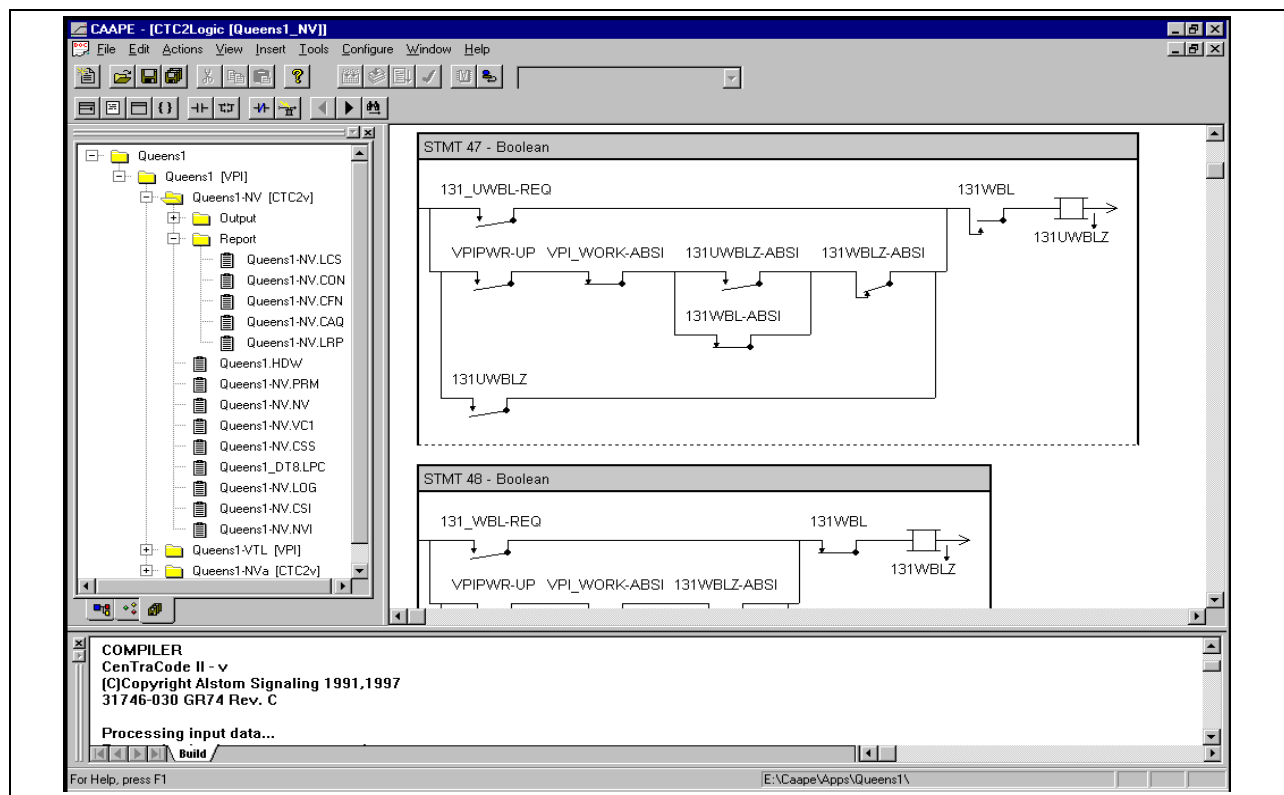 CAAPE - [CTC2Logic [Queens1_NV]]
File Edit Actions View Insert Tools Configure Window Help
Queens1
Queens1 [VPI]
Queens1-NV [CTC2v]
Output
Report
Queens1-NV.LCS
Queens1-NV.CON
Queens1-NV.CFN
Queens1-NV.CAQ
Queens1-NV.LRP
Queens1.HDW
Queens1-NV.PRM
Queens1-NV.NV
Queens1-NV.VC1
Queens1-NV.CSS
Queens1_DT8.LPC
Queens1-NV.LOG
Queens1-NV.CSI
Queens1-NV.NVI
Queens1-VTL [VPI]
Queens1-NVa [CTC2v]
STMT 47 - Boolean
131_UWBL-REQ 131WBL
131UWBLZ
VPIPWR-UP VPI_WORK-ABSI 131UWBLZ-ABSI 131WBLZ-ABSI
131WBL-ABSI
131UWBLZ
STMT 48 - Boolean
131_WBL-REQ 131WBL
131WBLZ
VPIPWR-UP VPI_WORK-ABSI 131WBLZ-ABSI
COMPILER
CenTraCode II - v
(C)Copyright Alstom Signaling 1991,1997
31746-030 GR74 Rev. C
Processing input data...
Build
For Help, press F1 E:\Caape\Apps\Queens1\